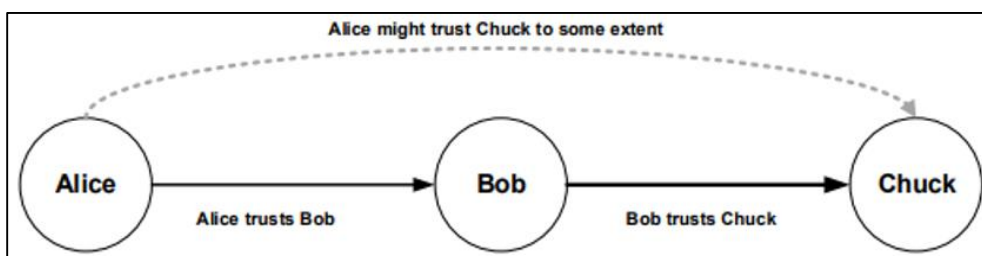 Alice might trust Chuck to some extent
Alice
Bob
Chuck
Alice trusts Bob
Bob trusts Chuck